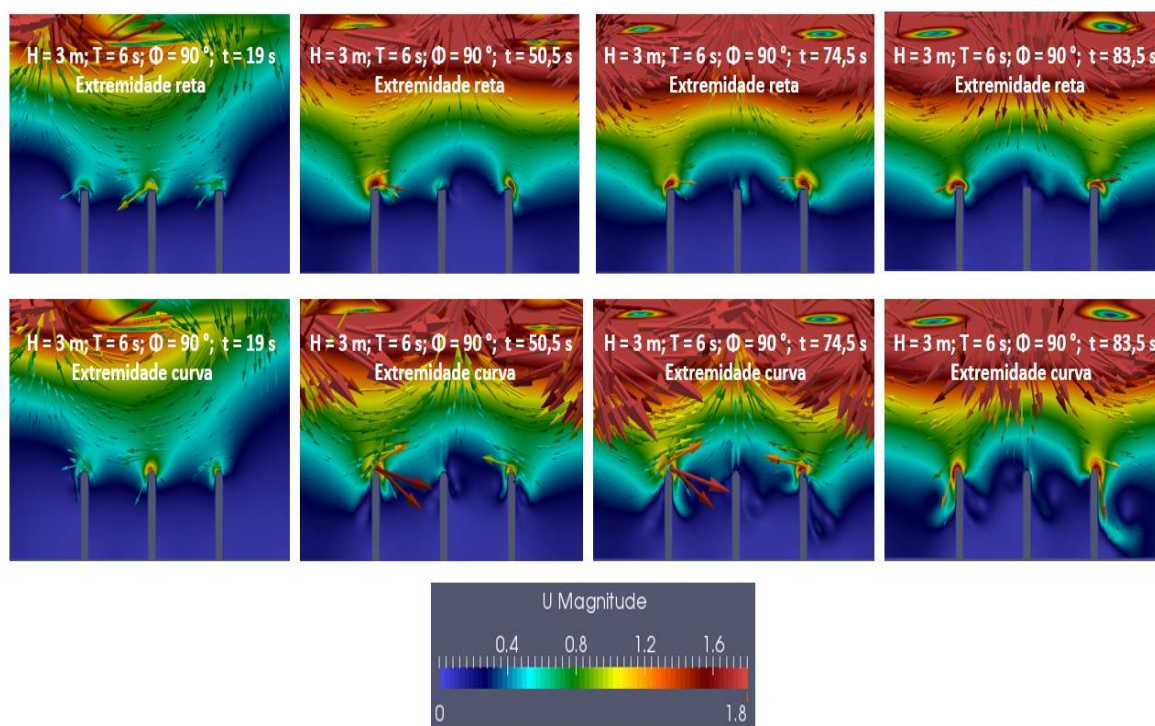 H = 3 m; T = 6 s; Φ = 90 º; t = 19 s
Extremidade reta
H = 3 m; T = 6 s; Φ = 90 º; t = 50,5 s
Extremidade reta
H = 3 m; T = 6 s; Φ = 90 º; t = 74,5 s
Extremidade reta
H = 3 m; T = 6 s; Φ = 90 º; t = 83,5 s
Extremidade reta
H = 3 m; T = 6 s; Φ = 90 º; t = 19 s
Extremidade curva
H = 3 m; T = 6 s; Φ = 90 º; t = 50,5 s
Extremidade curva
H = 3 m; T = 6 s; Φ = 90 º; t = 74,5 s
Extremidade curva
H = 3 m; T = 6 s; Φ = 90 º; t = 83,5 s
Extremidade curva
U Magnitude
0.4 0.8 1.2 1.6
0 1.8